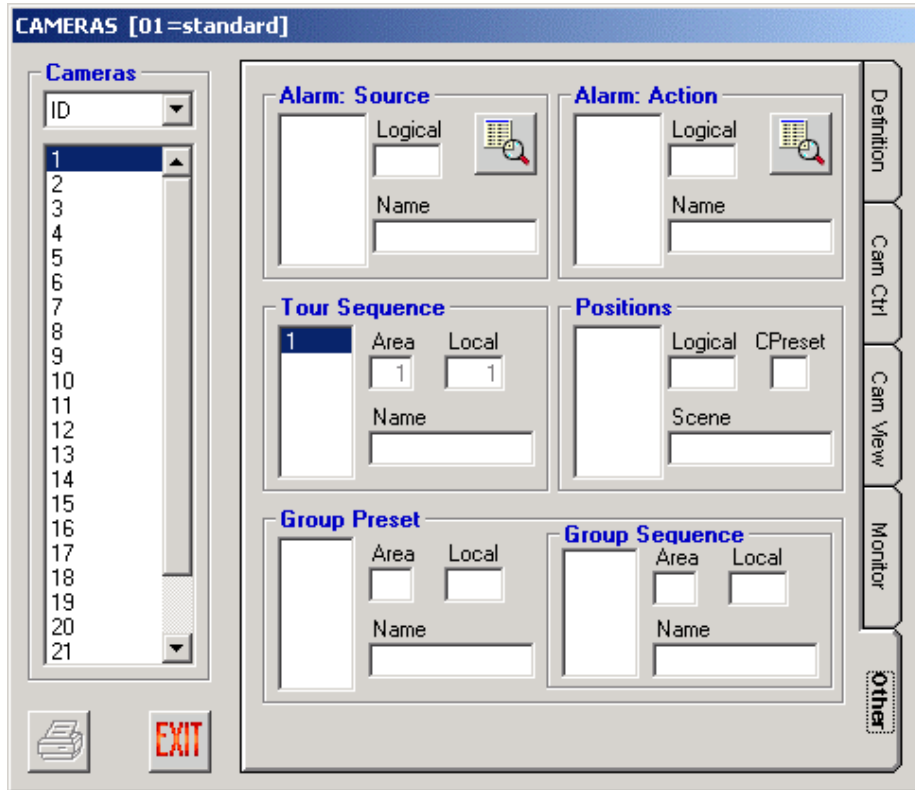 CAMERAS [01=standard]
Cameras
ID
1
2
3
4
5
6
7
8
9
10
11
12
13
14
15
16
17
18
19
20
21
EXIT
Alarm: Source
Logical
Name
Alarm: Action
Logical
Name
Tour Sequence
1
Area Local
1 1
Name
Positions
Logical CPreset
Scene
Group Preset
Area Local
Name
Group Sequence
Area Local
Name
Definition
Cam Ctrl
Cam View
Monitor
Other